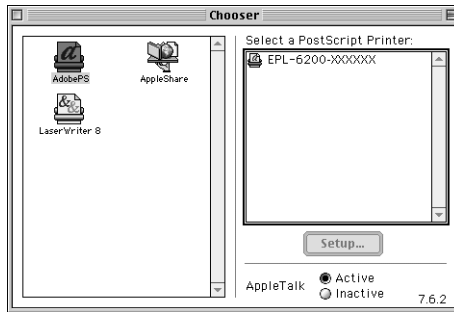 Chooser
AdobePS
AppleShare
LaserWriter 8
Select a PostScript Printer:
EPL-6200-XXXXXX
Setup...
AppleTalk
Active
Inactive
7.6.2